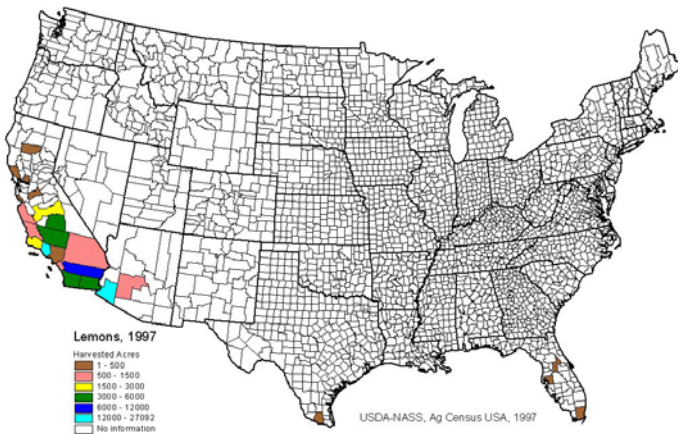 Lemons, 1997
Harvested Acres
1 - 500
500 - 1500
1500 - 3000
3000 - 6000
6000 - 12000
12000 - 27092
No information
USDA-NASS, Ag Census USA, 1997